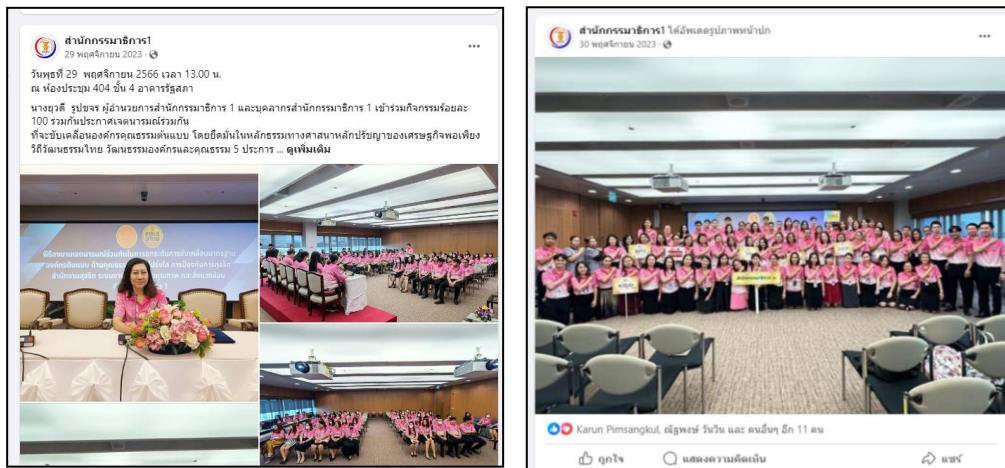 สำนักกรรมาธิการ1
29 พฤศจิกายน 2023
วันพุธที่ 29 พฤศจิกายน 2566 เวลา 13.00 น.
ณ ห้องประชุม 404 ชั้น 4 อาคารรัฐสภา
นางยุวดี รูปขจร ผู้อำนวยการสำนักกรรมาธิการ 1 และบุคลากรสำนักกรรมาธิการ 1 เข้าร่วมกิจกรรมร้อยละ
100 ร่วมกันประกาศเจตนารมณ์ร่วมกัน
ที่จะขับเคลื่อนองค์กรคุณธรรมต้นแบบ โดยยึดมั่นในหลักธรรมทางศาสนาหลักปรัชญาของเศรษฐกิจพอเพียง
วิถีวัฒนธรรมไทย วัฒนธรรมองค์กรและคุณธรรม 5 ประการ ... ดูเพิ่มเติม
สำนักกรรมาธิการ1 ได้อัพเดตรูปภาพหน้าปก
30 พฤศจิกายน 2023
Karun Pimsangkul, ณัฐพงษ์ วันวิน และ คนอื่นๆ อีก 11 คน
ถูกใจ
แสดงความคิดเห็น
แชร์